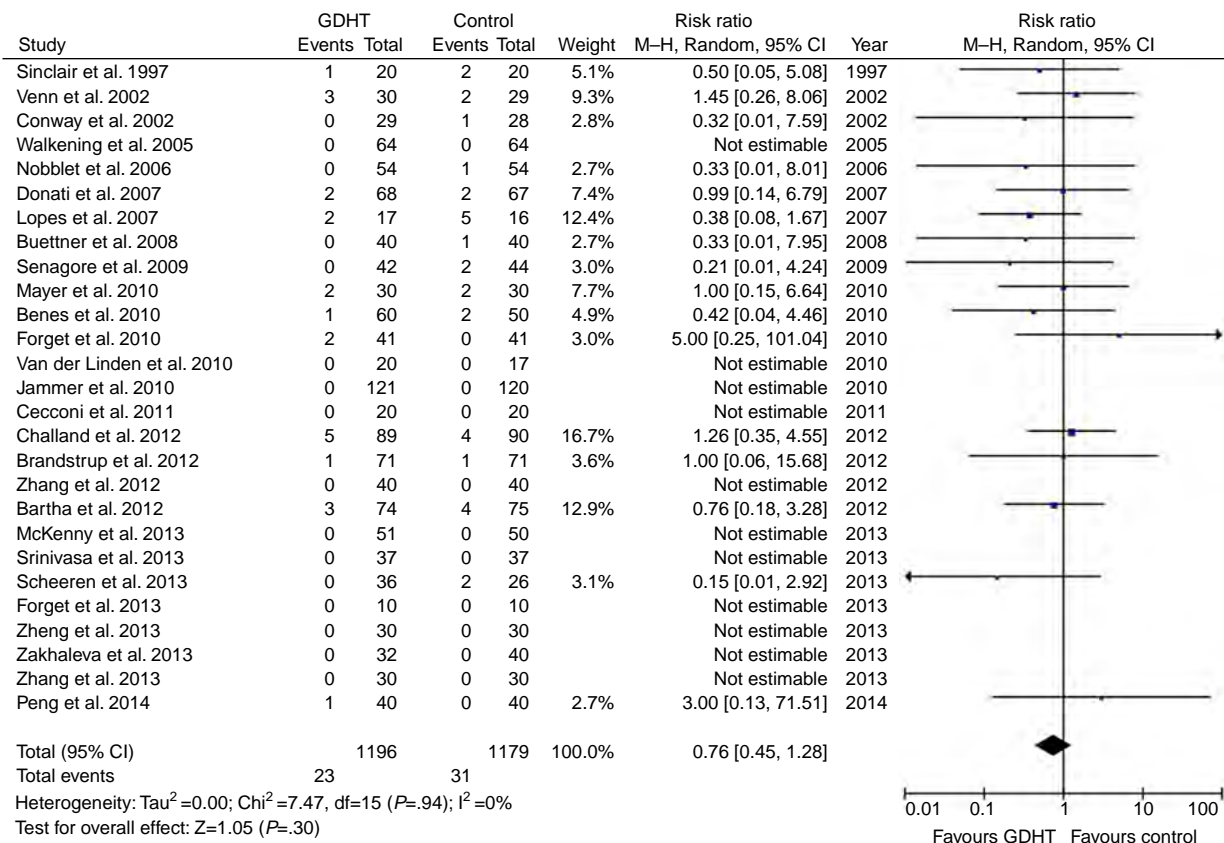 GDHT Control Risk ratio Risk ratio
Study Events Total Events Total Weight M–H, Random, 95% CI Year M–H, Random, 95% CI
Sinclair et al. 1997 1 20 2 20 5.1% 0.50 [0.05, 5.08] 1997
Venn et al. 2002 3 30 2 29 9.3% 1.45 [0.26, 8.06] 2002
Conway et al. 2002 0 29 1 28 2.8% 0.32 [0.01, 7.59] 2002
Walkening et al. 2005 0 64 0 64 Not estimable 2005
Nobblet et al. 2006 0 54 1 54 2.7% 0.33 [0.01, 8.01] 2006
Donati et al. 2007 2 68 2 67 7.4% 0.99 [0.14, 6.79] 2007
Lopes et al. 2007 2 17 5 16 12.4% 0.38 [0.08, 1.67] 2007
Buettner et al. 2008 0 40 1 40 2.7% 0.33 [0.01, 7.95] 2008
Senagore et al. 2009 0 42 2 44 3.0% 0.21 [0.01, 4.24] 2009
Mayer et al. 2010 2 30 2 30 7.7% 1.00 [0.15, 6.64] 2010
Benes et al. 2010 1 60 2 50 4.9% 0.42 [0.04, 4.46] 2010
Forget et al. 2010 2 41 0 41 3.0% 5.00 [0.25, 101.04] 2010
Van der Linden et al. 2010 0 20 0 17 Not estimable 2010
Jammer et al. 2010 0 121 0 120 Not estimable 2010
Cecconi et al. 2011 0 20 0 20 Not estimable 2011
Challand et al. 2012 5 89 4 90 16.7% 1.26 [0.35, 4.55] 2012
Brandstrup et al. 2012 1 71 1 71 3.6% 1.00 [0.06, 15.68] 2012
Zhang et al. 2012 0 40 0 40 Not estimable 2012
Bartha et al. 2012 3 74 4 75 12.9% 0.76 [0.18, 3.28] 2012
McKenny et al. 2013 0 51 0 50 Not estimable 2013
Srinivasa et al. 2013 0 37 0 37 Not estimable 2013
Scheeren et al. 2013 0 36 2 26 3.1% 0.15 [0.01, 2.92] 2013
Forget et al. 2013 0 10 0 10 Not estimable 2013
Zheng et al. 2013 0 30 0 30 Not estimable 2013
Zakhaleva et al. 2013 0 32 0 40 Not estimable 2013
Zhang et al. 2013 0 30 0 30 Not estimable 2013
Peng et al. 2014 1 40 0 40 2.7% 3.00 [0.13, 71.51] 2014
Total (95% CI) 1196 1179 100.0% 0.76 [0.45, 1.28]
Total events 23 31
Heterogeneity: Tau² =0.00; Chi² =7.47, df=15 (P=.94); I² =0%
Test for overall effect: Z=1.05 (P=.30)
0.01 0.1 1 10 100
Favours GDHT Favours control